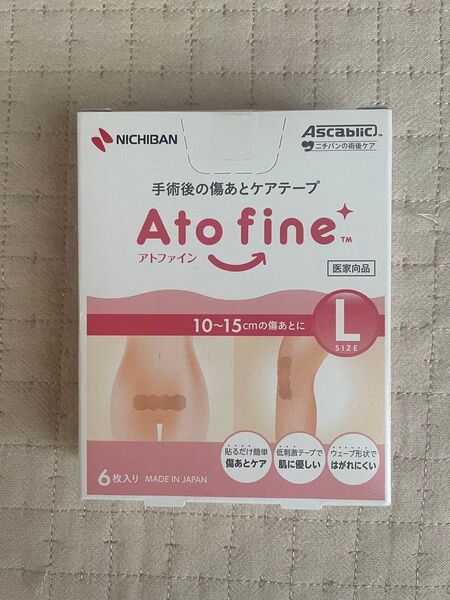 NICHIBAN
Ascablic™
ニチバンの術後ケア
手術後の傷あとケアテープ
Atofine™
アトファイン
医家向品
10〜15cmの傷あとに
L
SIZE
貼るだけ簡単
傷あとケア
低刺激テープで
肌に優しい
ウェーブ形状で
はがれにくい
6枚入り MADE IN JAPAN